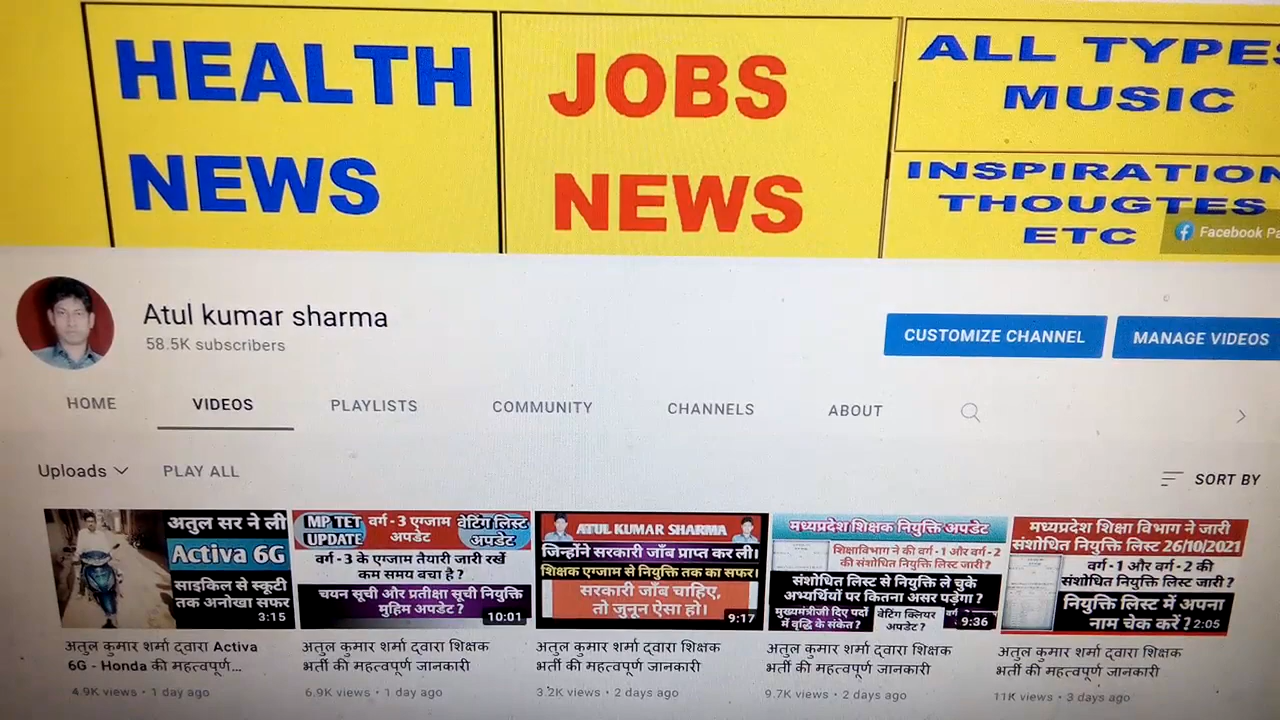 HEALTH
NEWS
JOBS
NEWS
ALL TYPES
MUSIC
INSPIRATION
THOUGTES
ETC
Facebook Pa
Atul kumar sharma
58.5K subscribers
CUSTOMIZE CHANNEL
MANAGE VIDEOS
HOME VIDEOS PLAYLISTS COMMUNITY CHANNELS ABOUT
Uploads PLAY ALL
SORT BY
अतुल सर ने ली
Activa 6G
साइकिल से स्कूटी
तक अनोखा सफर
3:15
MP TET
UPDATE
वर्ग - 3 एग्जाम
अपडेट
वेटिंग लिस्ट
अपडेट
वर्ग - 3 के एग्जाम तैयारी जारी रखें
कम समय बचा है ?
चयन सूची और प्रतीक्षा सूची नियुक्ति
मुहिम अपडेट ?
10:01
ATUL KUMAR SHARMA
जिन्होंने सरकारी जाँब प्राप्त कर ली।
शिक्षक एग्जाम से नियुक्ति तक का सफर।
सरकारी जाँब चाहिए,
तो जुनून ऐसा हो।
9:17
मध्यप्रदेश शिक्षक नियुक्ति अपडेट
शिक्षाविभाग ने की वर्ग - 1 और वर्ग - 2
की संशोधित नियुक्ति लिस्ट जारी ?
संशोधित लिस्ट से नियुक्ति ले चुके
अभ्यर्थियों पर कितना असर पड़ेगा ?
मुख्यमंत्रीजी दिए पदों
में वृद्धि के संकेत?
वेटिंग क्लियर
अपडेट ?
9:36
मध्यप्रदेश शिक्षा विभाग ने जारी
संशोधित नियुक्ति लिस्ट 26/10/2021
वर्ग - 1 और वर्ग - 2 की
संशोधित नियुक्ति लिस्ट जारी ?
नियुक्ति लिस्ट में अपना
नाम चेक करें ?
2:05
अतुल कुमार शर्मा द्वारा Activa
6G - Honda की महत्वपूर्ण...
4.9K views • 1 day ago
अतुल कुमार शर्मा द्वारा शिक्षक
भर्ती की महत्वपूर्ण जानकारी
6.9K views • 1 day ago
अतुल कुमार शर्मा द्वारा शिक्षक
भर्ती की महत्वपूर्ण जानकारी
3.2K views • 2 days ago
अतुल कुमार शर्मा द्वारा शिक्षक
भर्ती की महत्वपूर्ण जानकारी
9.7K views • 2 days ago
अतुल कुमार शर्मा द्वारा शिक्षक
भर्ती की महत्वपूर्ण जानकारी
11K views • 3 days ago